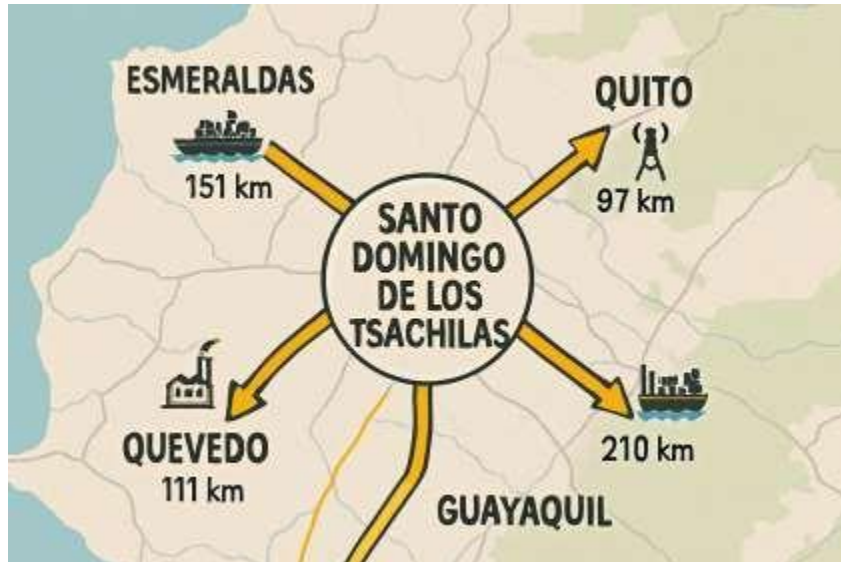 ESMERALDAS
151 km
QUITO
97 km
SANTO
DOMINGO
DE LOS
TSACHILAS
QUEVEDO
111 km
210 km
GUAYAQUIL